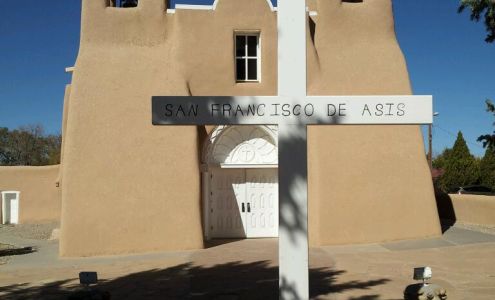 SAN FRANCISCO DE ASIS